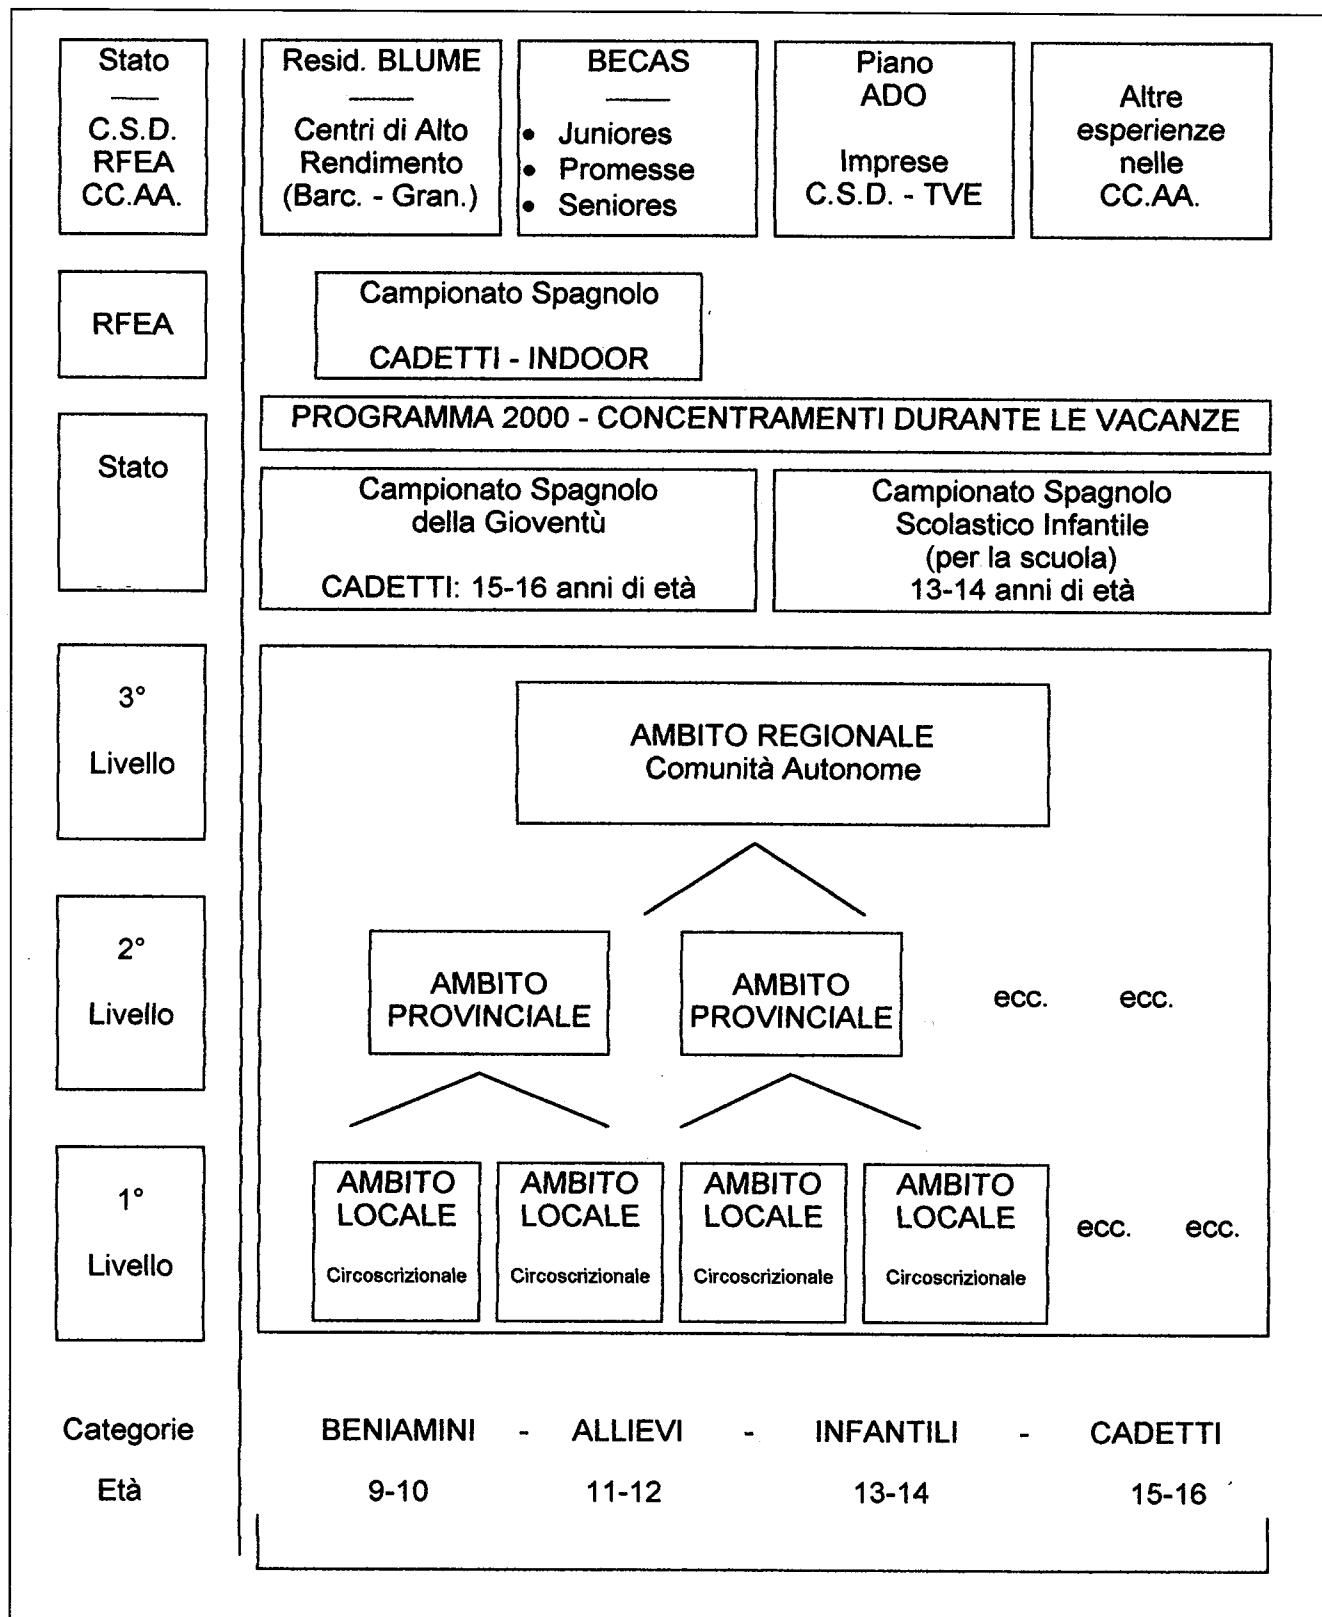 Stato
C.S.D.
RFEA
CC.AA.
Resid. BLUME
Centri di Alto
Rendimento
(Barc. - Gran.)
BECAS
• Juniores
• Promesse
• Seniores
Piano
ADO
Imprese
C.S.D. - TVE
Altre
esperienze
nelle
CC.AA.
RFEA
Campionato Spagnolo
CADETTI - INDOOR
Stato
PROGRAMMA 2000 - CONCENTRAMENTI DURANTE LE VACANZE
Campionato Spagnolo
della Gioventù
CADETTI: 15-16 anni di età
Campionato Spagnolo
Scolastico Infantile
(per la scuola)
13-14 anni di età
3°
Livello
AMBITO REGIONALE
Comunità Autonome
2°
Livello
AMBITO
PROVINCIALE
AMBITO
PROVINCIALE
ecc. ecc.
1°
Livello
AMBITO
LOCALE
Circoscrizionale
AMBITO
LOCALE
Circoscrizionale
AMBITO
LOCALE
Circoscrizionale
AMBITO
LOCALE
Circoscrizionale
ecc. ecc.
Categorie BENIAMINI - ALLIEVI - INFANTILI - CADETTI
Età 9-10 11-12 13-14 15-16